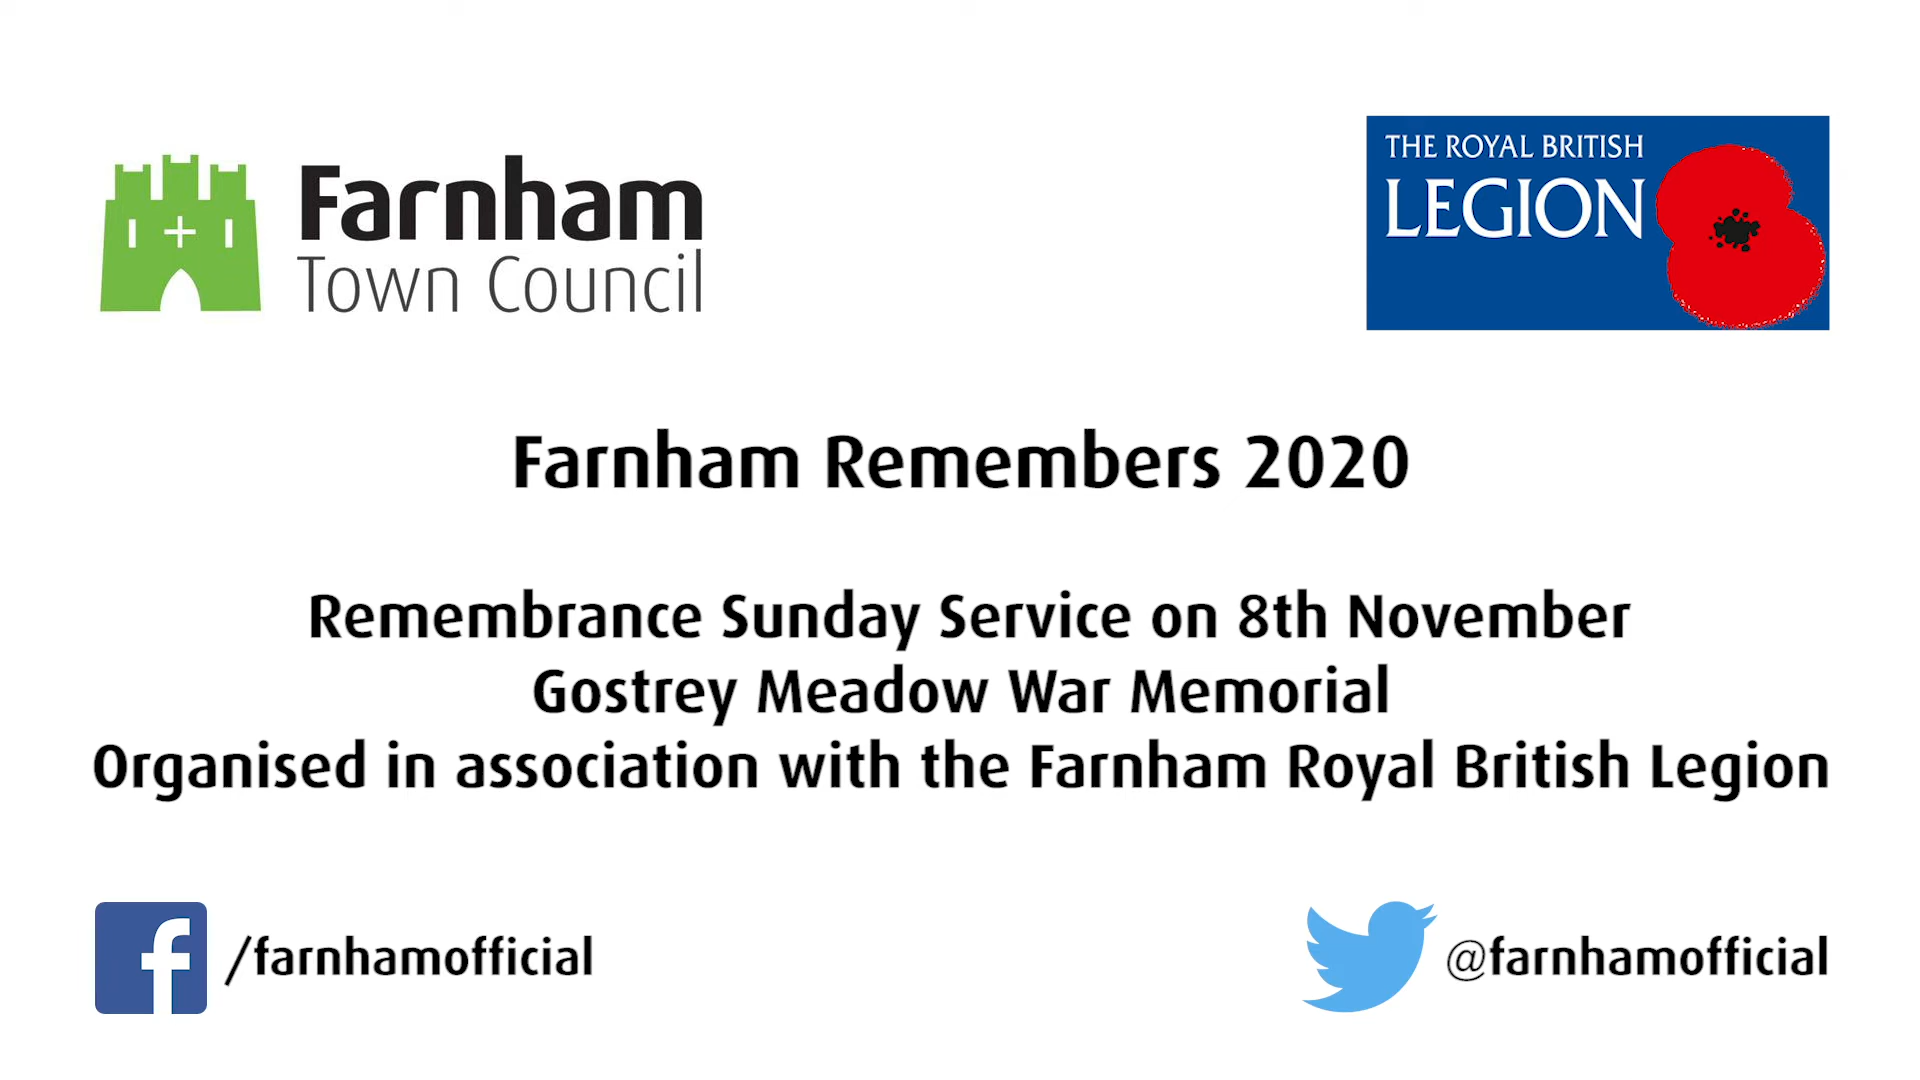 Farnham
Town Council
THE ROYAL BRITISH
LEGION
Farnham Remembers 2020
Remembrance Sunday Service on 8th November
Gostrey Meadow War Memorial
Organised in association with the Farnham Royal British Legion
/farnhamofficial
@farnhamofficial